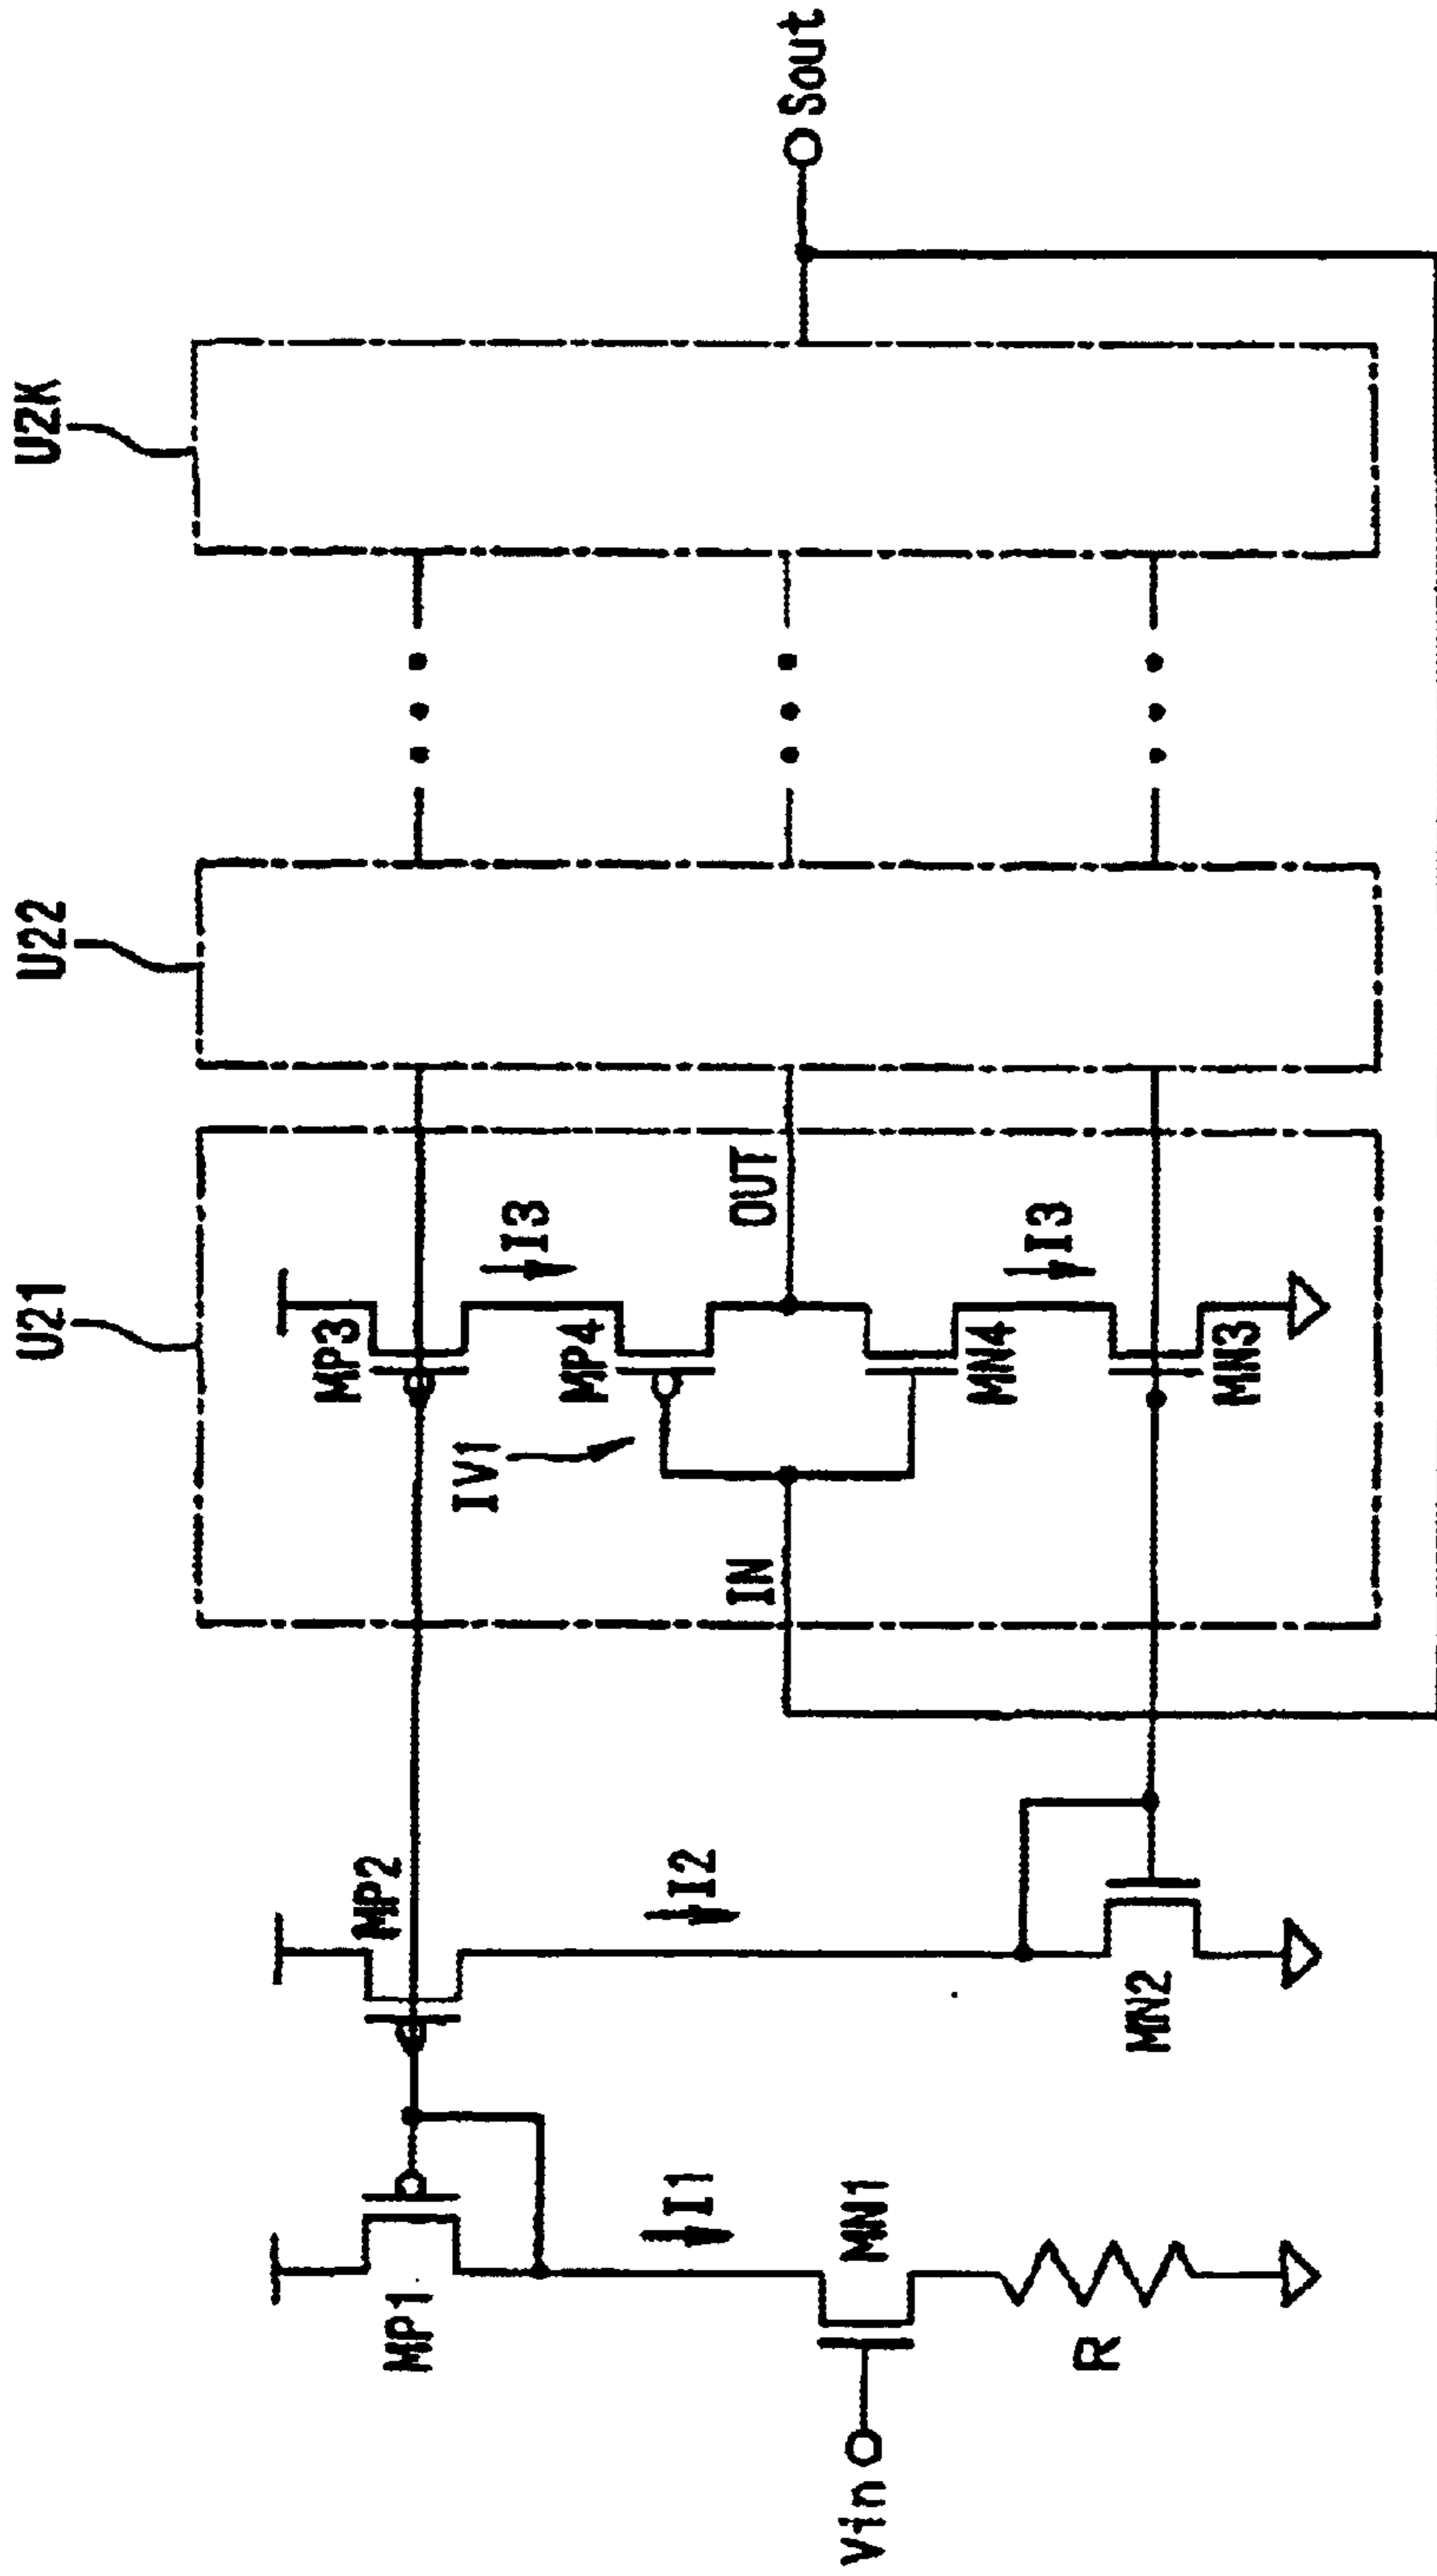 U21
U22
U2K
MP1
MP2
MP3
I3
MP4
IV1
IN
OUT
Sout
I1
I2
MN4
I3
MN3
Vin
MN1
MN2
R